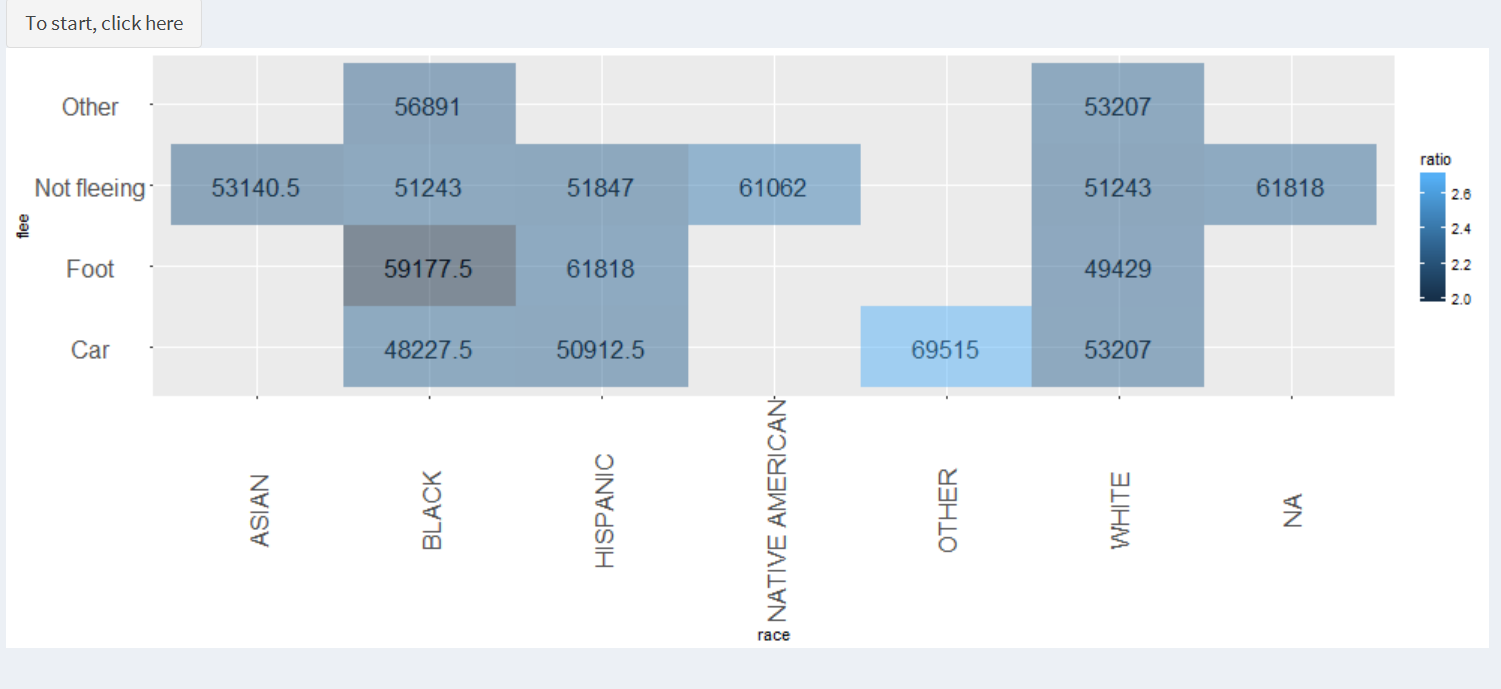 To start, click here
Other 56891 53207
Not fleeing 53140.5 51243 51847 61062 51243 61818
Foot 59177.5 61818 49429
Car 48227.5 50912.5 69515 53207
flee
ASIAN BLACK HISPANIC NATIVE AMERICAN OTHER WHITE NA
race
ratio
2.6
2.4
2.2
2.0